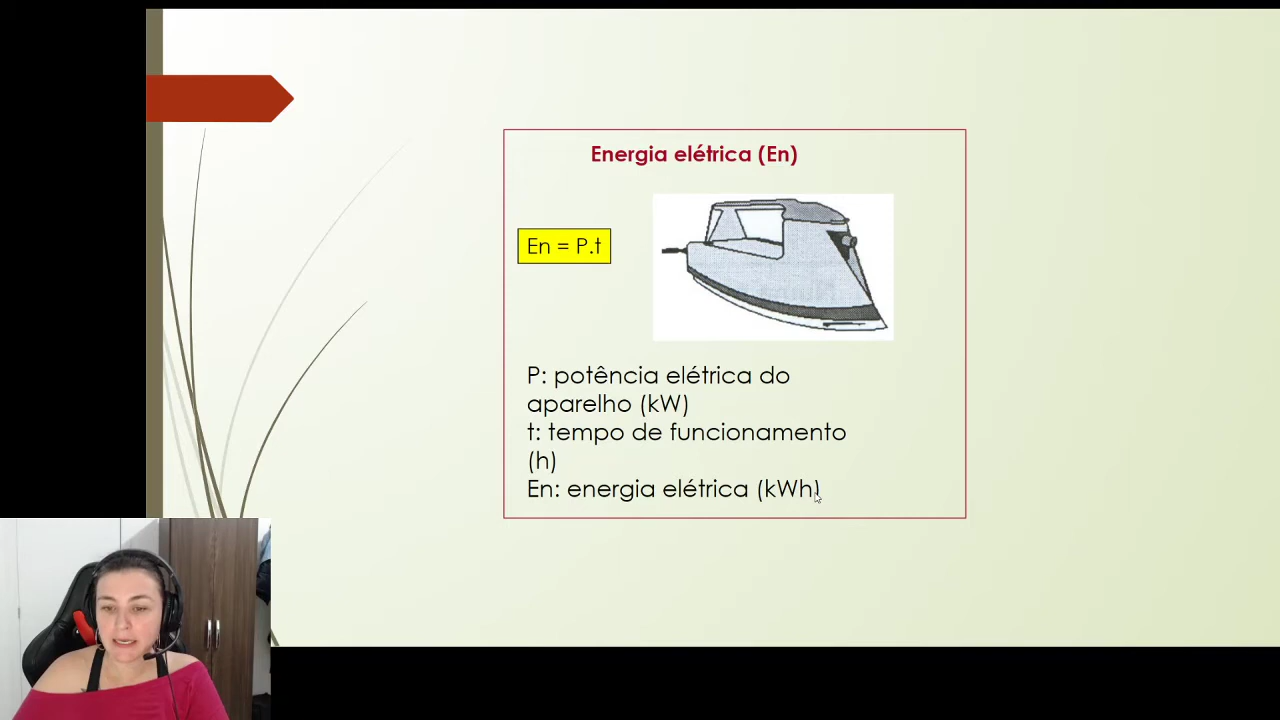 Energia elétrica (En)
En = P.t
P: potência elétrica do
aparelho (kW)
t: tempo de funcionamento
(h)
En: energia elétrica (kWh)